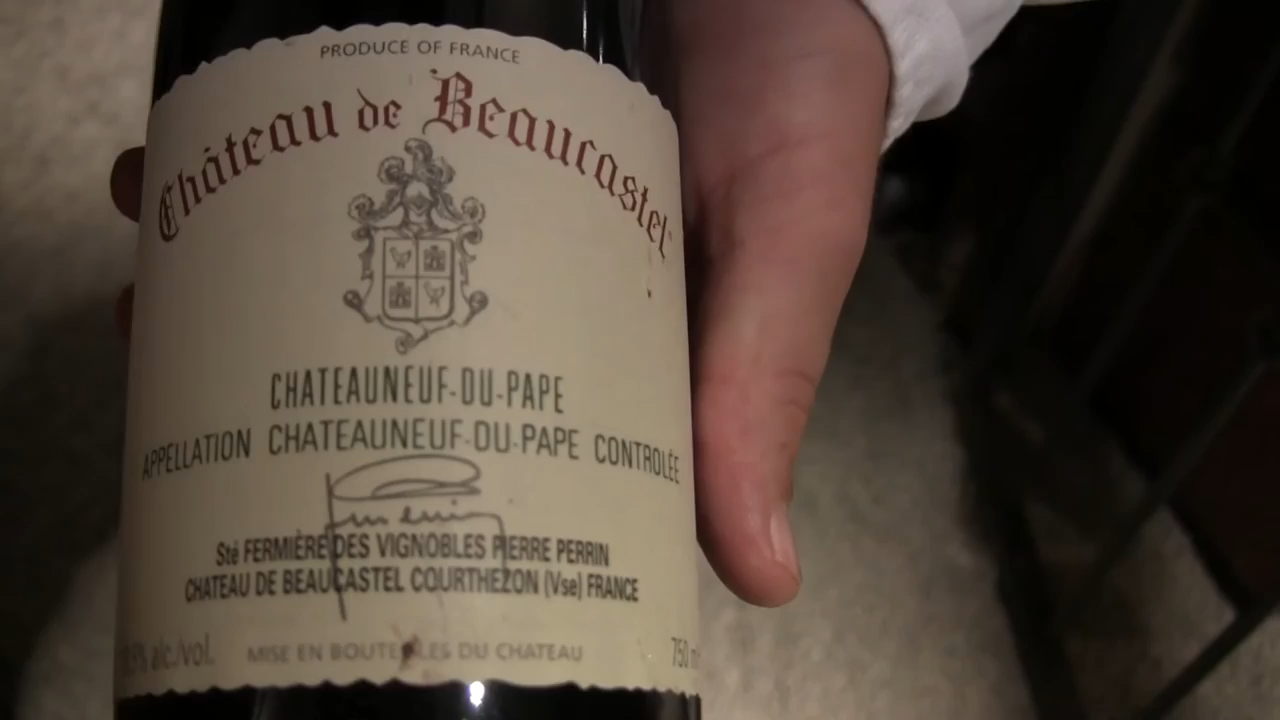 PRODUCE OF FRANCE
Château de Beaucastel
CHATEAUNEUF-DU-PAPE
APPELLATION CHATEAUNEUF-DU-PAPE CONTROLÉE
Sté FERMIÈRE DES VIGNOBLES PIERRE PERRIN
CHATEAU DE BEAUCASTEL COURTHEZON (Vse) FRANCE
alc./vol. MISE EN BOUTEILLES DU CHATEAU 750